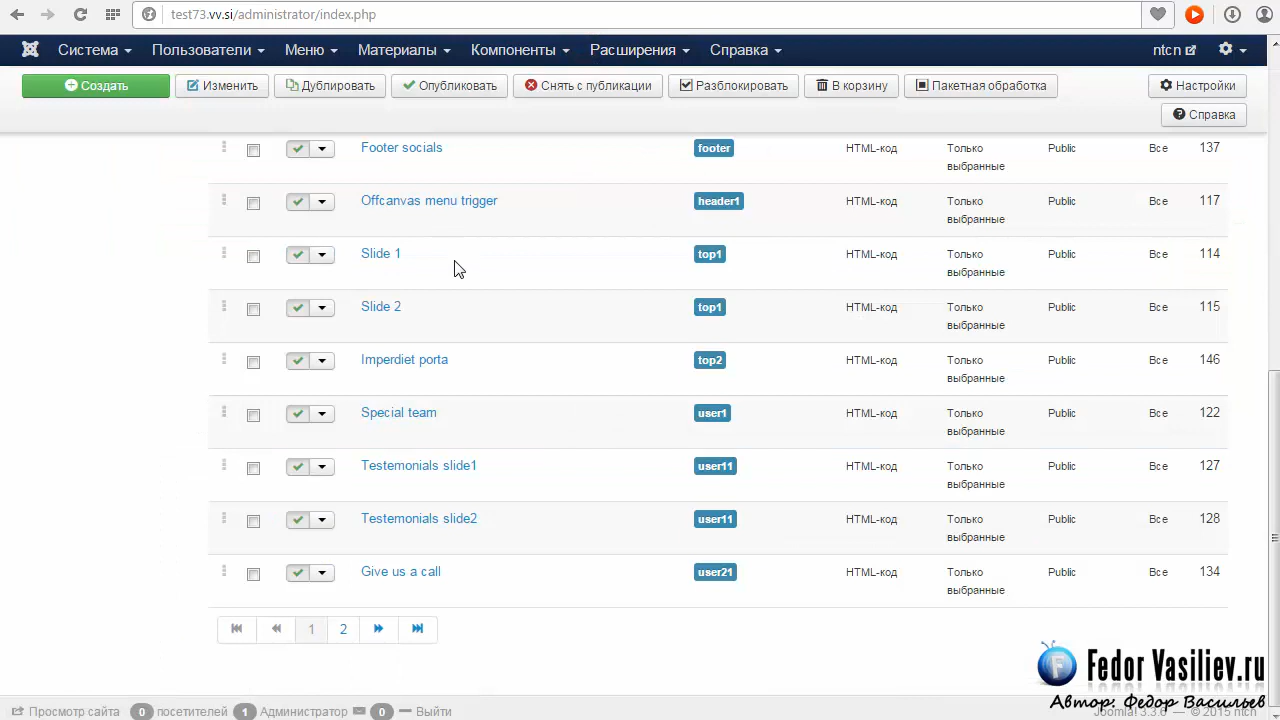 test73.vv.si/administrator/index.php
Система Пользователи Меню Материалы Компоненты Расширения Справка ntcn
Создать Изменить Дублировать Опубликовать Снять с публикации Разблокировать В корзину Пакетная обработка Настройки
Справка
Footer socials footer HTML-код Только выбранные Public Все 137
Offcanvas menu trigger header1 HTML-код Только выбранные Public Все 117
Slide 1 top1 HTML-код Только выбранные Public Все 114
Slide 2 top1 HTML-код Только выбранные Public Все 115
Imperdiet porta top2 HTML-код Только выбранные Public Все 146
Special team user1 HTML-код Только выбранные Public Все 122
Testemonials slide1 user11 HTML-код Только выбранные Public Все 127
Testemonials slide2 user11 HTML-код Только выбранные Public Все 128
Give us a call user21 HTML-код Только выбранные Public Все 134
1 2
Fedor Vasiliev.ru
Автор: Федор Васильев
Просмотр сайта 0 посетителей 1 Администратор 0 Выйти
Joomla! 3.3.6 — © 2015 ntcn